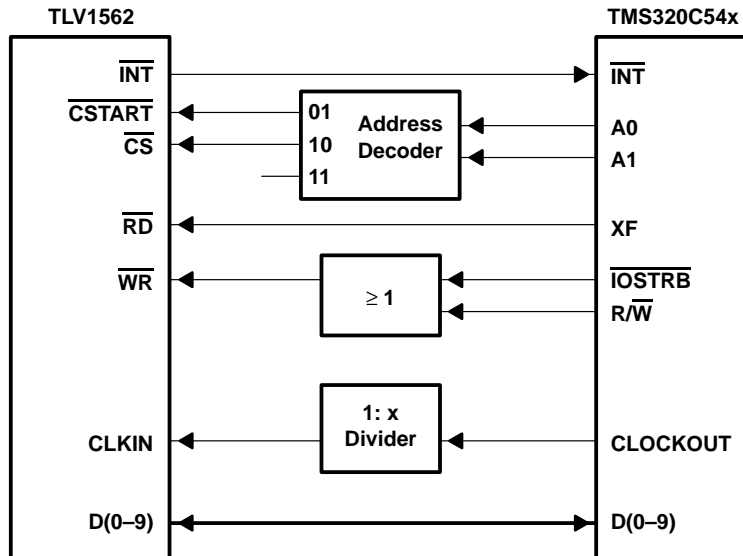 TLV1562
TMS320C54x
INT
INT
CSTART
01
Address
Decoder
A0
CS
10
A1
11
RD
XF
WR
≥ 1
IOSTRB
R/W
1: x
Divider
CLKIN
CLOCKOUT
D(0–9)
D(0–9)